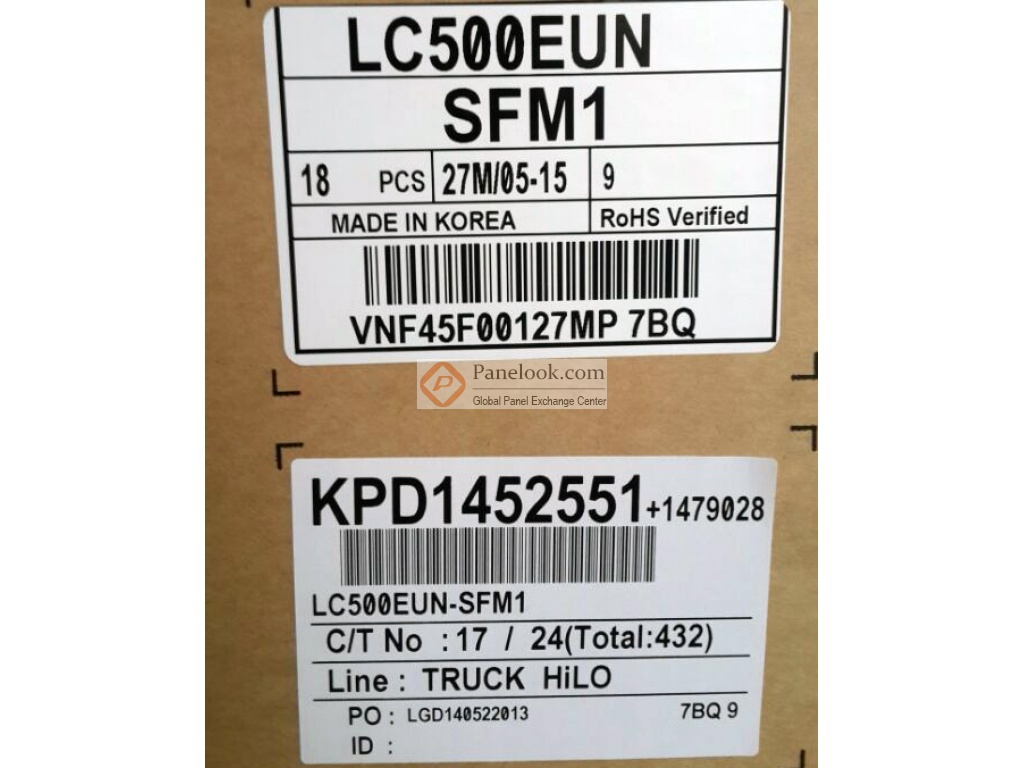 LC500EUN
SFM1
18 PCS 27M/05-15 9
MADE IN KOREA RoHS Verified
VNF45F00127MP 7BQ
Panelook.com
Global Panel Exchange Center
KPD1452551+1479028
LC500EUN-SFM1
C/T No :17 / 24(Total:432)
Line : TRUCK HiLO
PO : LGD140522013 7BQ 9
ID :